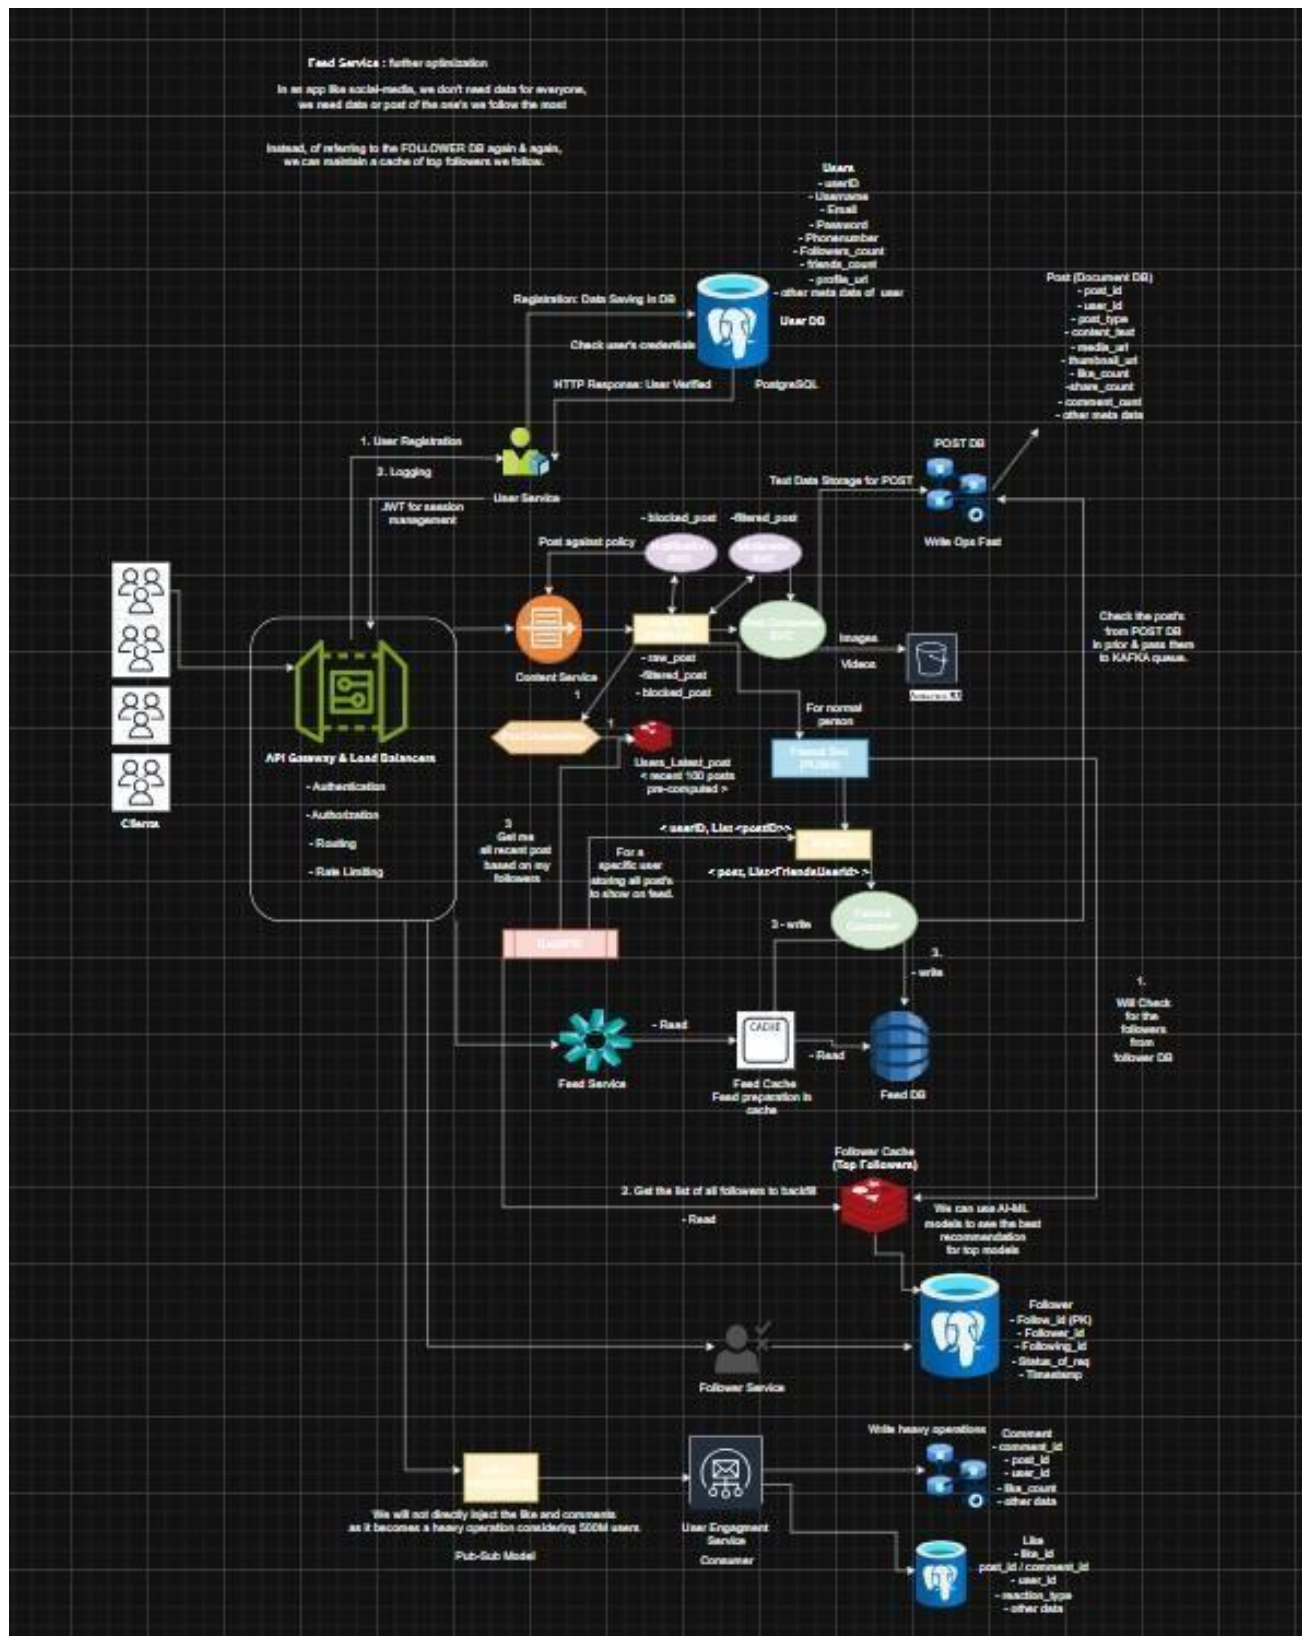 Feed Service : further optimization
In an app like social-media, we don't need data for everyone,
we need data or post of the one's we follow the most
Instead, of referring to the FOLLOWER DB again & again,
we can maintain a cache of top followers we follow.
Users
- userID
- Username
- Email
- Password
- Phonenumber
- Followers_count
- friends_count
- profile_url
- other meta data of user
User DB
PostgreSQL
Registration: Data Saving in DB
Check user's credentials
HTTP Response: User Verified
Post (Document DB)
- post_id
- user_id
- post_type
- content_text
- media_url
- thumbnail_url
- like_count
-share_count
- comment_ount
- other meta data
1. User Registration
2. Logging
User Service
JWT for session
management
POST DB
Text Data Storage for POST
Write Ops Fast
- blocked_post
-filtered_post
Post against policy
Content Service
- raw_post
-filtered_post
- blocked_post
Images
Videos
Amazon S3
Check the post's
from POST DB
in prior & pass them
to KAFKA queue.
Clients
API Gateway & Load Balancers
- Authentication
- Authorization
- Routing
- Rate Limiting
1
1
Users_Latest_post
< recent 100 posts
pre-computed >
For normal
person
3
Get me
all recent post
based on my
followers
For a
specific user
storing all post's
to show on feed.
< userID, List <postID>>
< post, List<FriendsUserId> >
3 - write
3.
- write
1.
Will Check
for the
followers
from
follower DB
Feed Service
- Read
CACHE
Feed Cache
Feed preparation in
cache
- Read
Feed DB
Follower Cache
(Top Followers)
2. Get the list of all followers to backfill
- Read
We can use AI-ML
models to see the best
recommendation
for top models
Follower
- Follow_id (PK)
- Follower_id
- Following_id
- Status_of_req
- Timestamp
Follower Service
Write heavy operations
Comment
- comment_id
- post_id
- user_id
- like_count
- other data
We will not directly inject the like and comments
as it becomes a heavy operation considering 500M users
Pub-Sub Model
User Engagment
Service
Consumer
Like
- like_id
post_id / comment_id
- user_id
- reaction_type
- other data